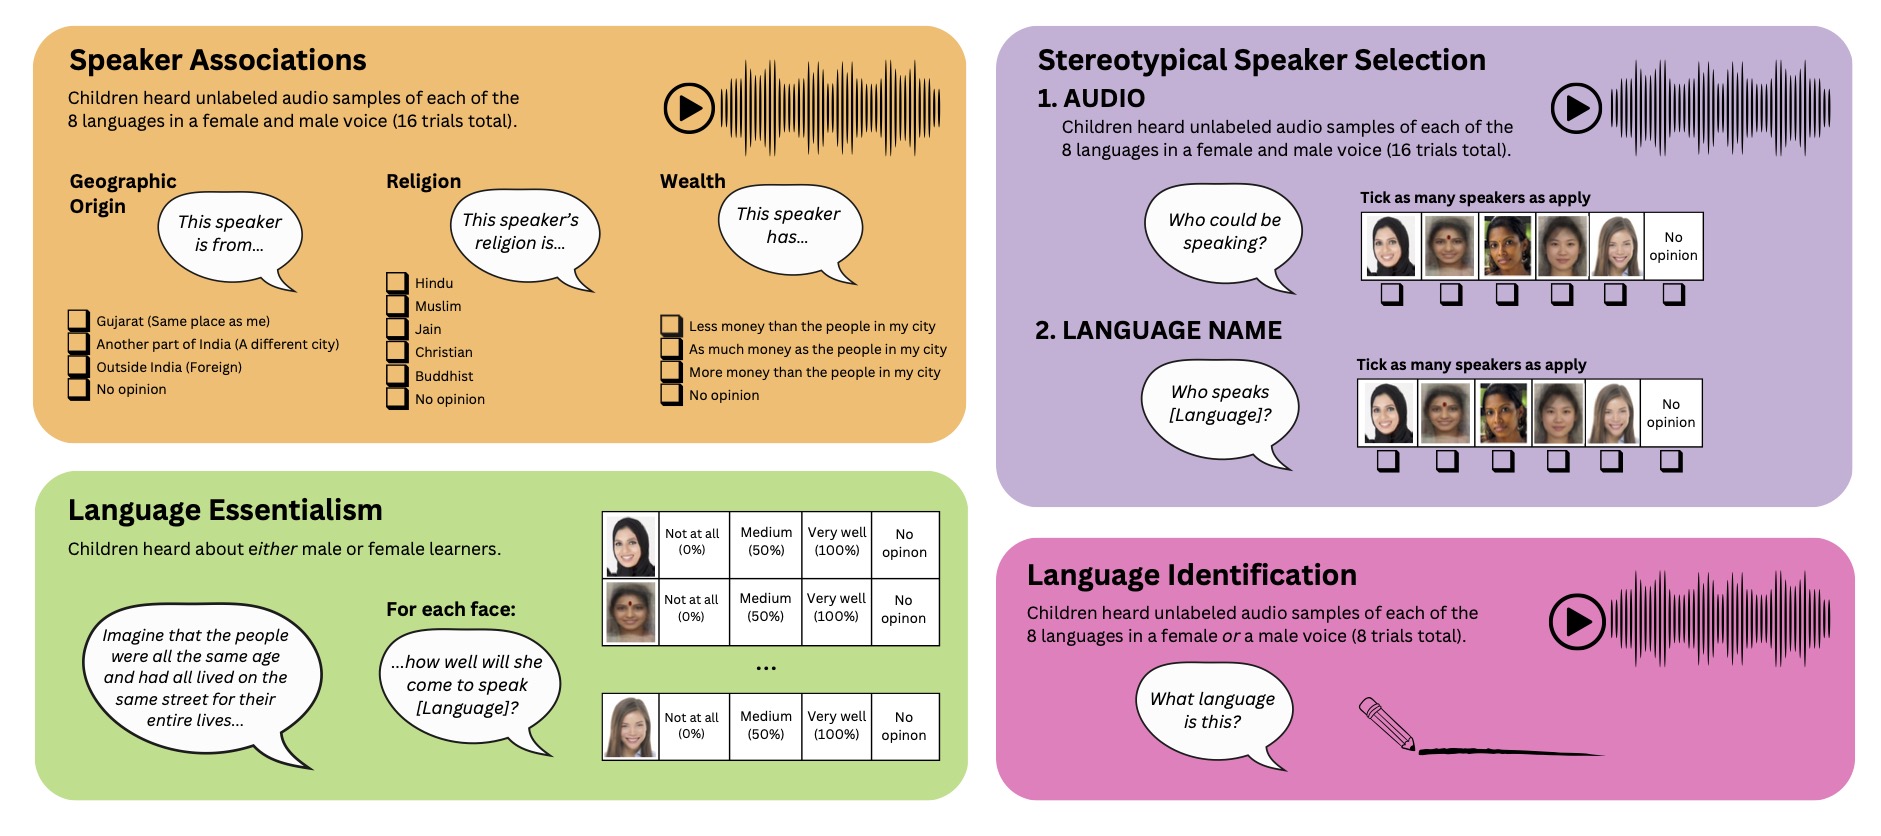 Speaker Associations
Children heard unlabeled audio samples of each of the
8 languages in a female and male voice (16 trials total).
Geographic
Origin
This speaker
is from...
Gujarat (Same place as me)
Another part of India (A different city)
Outside India (Foreign)
No opinion
Religion
This speaker's
religion is...
Hindu
Muslim
Jain
Christian
Buddhist
No opinion
Wealth
This speaker
has...
Less money than the people in my city
As much money as the people in my city
More money than the people in my city
No opinion
Stereotypical Speaker Selection
1. AUDIO
Children heard unlabeled audio samples of each of the
8 languages in a female and male voice (16 trials total).
Who could be
speaking?
Tick as many speakers as apply
No
opinion
2. LANGUAGE NAME
Who speaks
[Language]?
Tick as many speakers as apply
No
opinion
Language Essentialism
Children heard about either male or female learners.
Imagine that the people
were all the same age
and had all lived on the
same street for their
entire lives...
For each face:
...how well will she
come to speak
[Language]?
Not at all
(0%)
Medium
(50%)
Very well
(100%)
No
opinon
Not at all
(0%)
Medium
(50%)
Very well
(100%)
No
opinon
...
Not at all
(0%)
Medium
(50%)
Very well
(100%)
No
opinon
Language Identification
Children heard unlabeled audio samples of each of the
8 languages in a female or a male voice (8 trials total).
What language
is this?